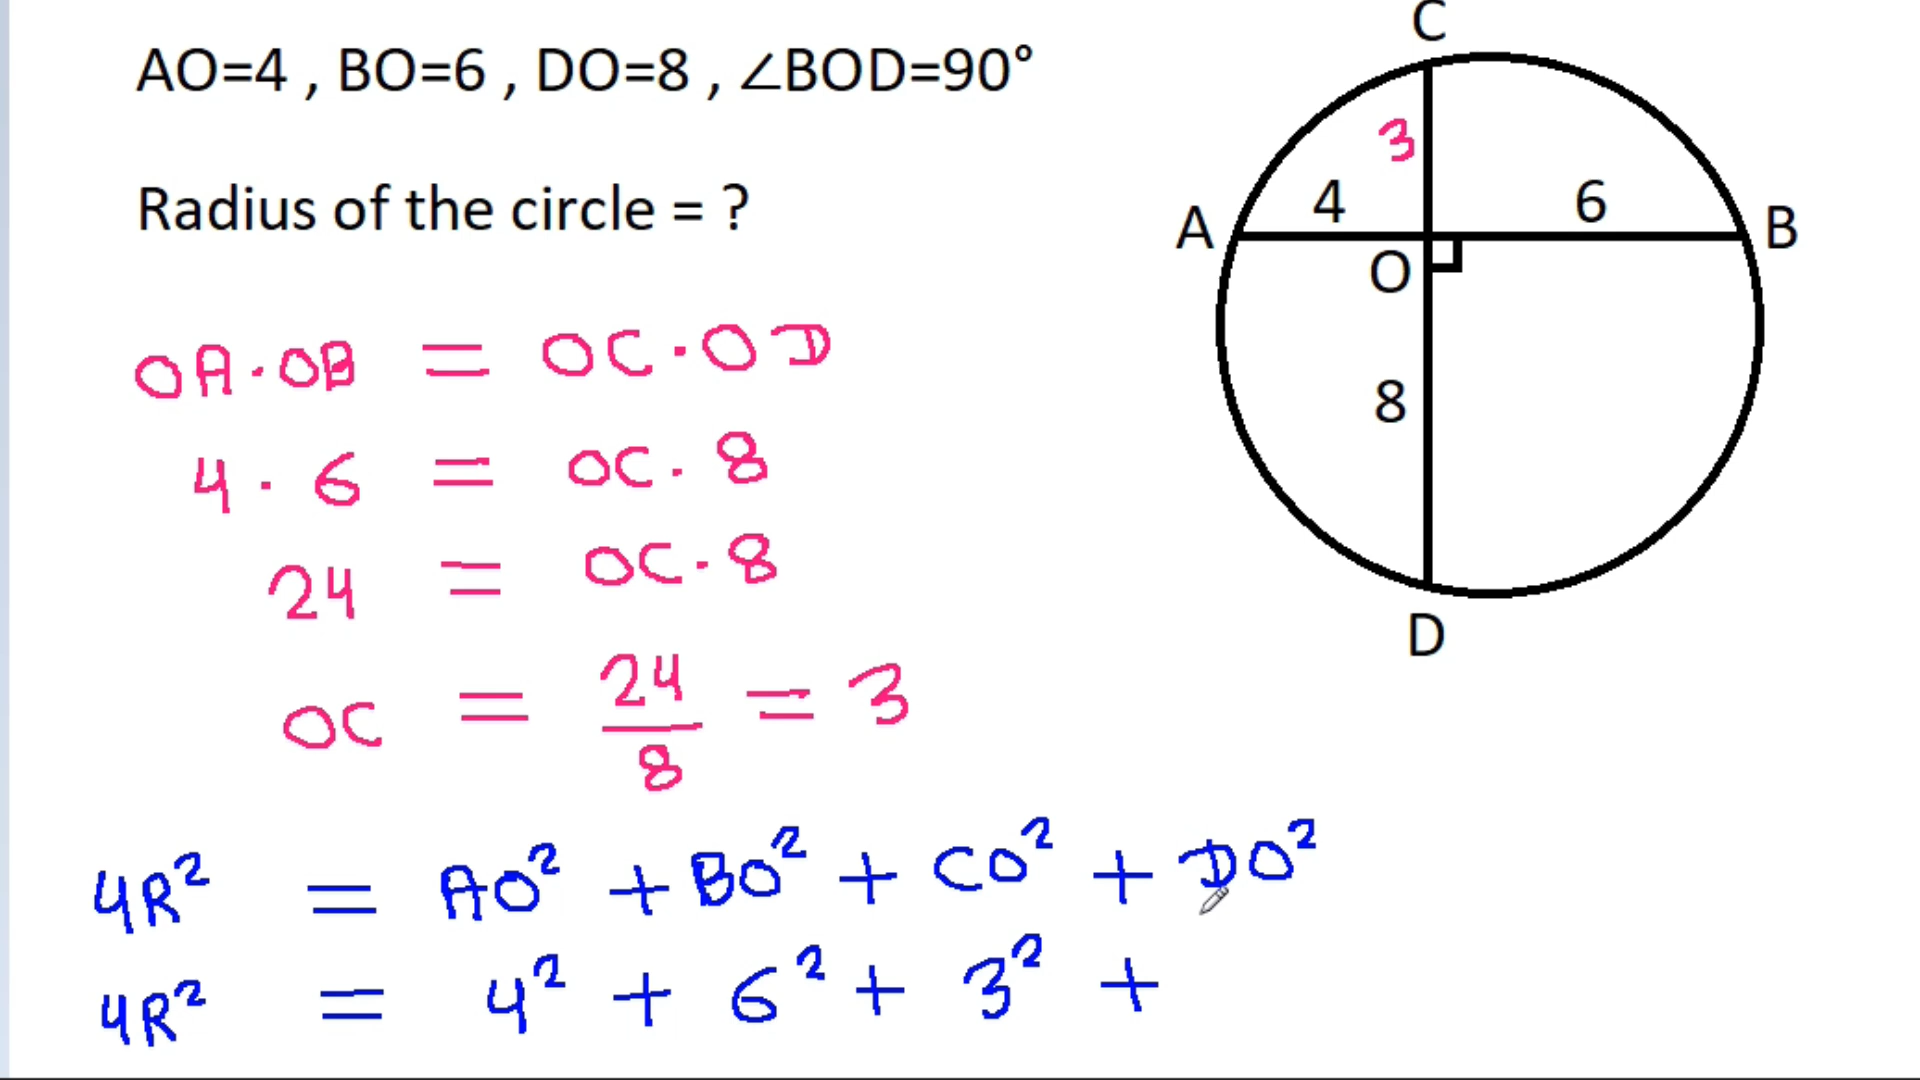 AO=4 , BO=6 , DO=8 , ∠BOD=90°
Radius of the circle = ?
C
3
4 6
A B
O
8
D
OA·OB = OC·OD
4·6 = OC·8
24 = OC·8
OC = 24/8 = 3
4R² = AO² + BO² + CO² + DO²
4R² = 4² + 6² + 3² +